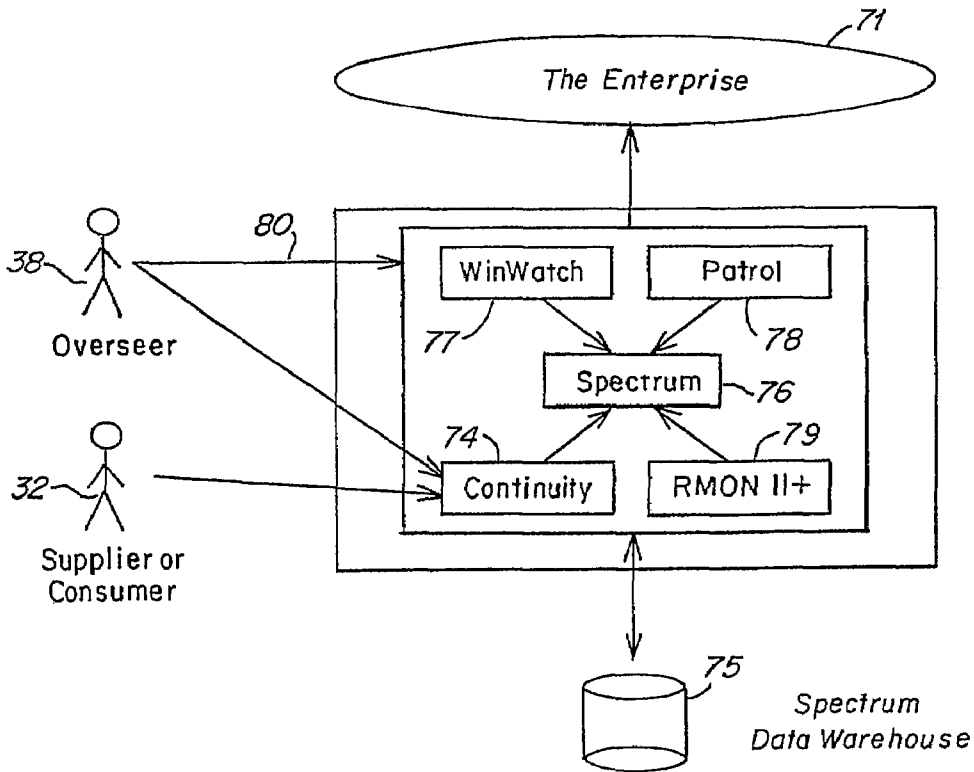 71
The Enterprise
80
38
Overseer
WinWatch
Patrol
77
78
Spectrum
76
74
79
32
Continuity
RMON II+
Supplier or
Consumer
75
Spectrum
Data Warehouse